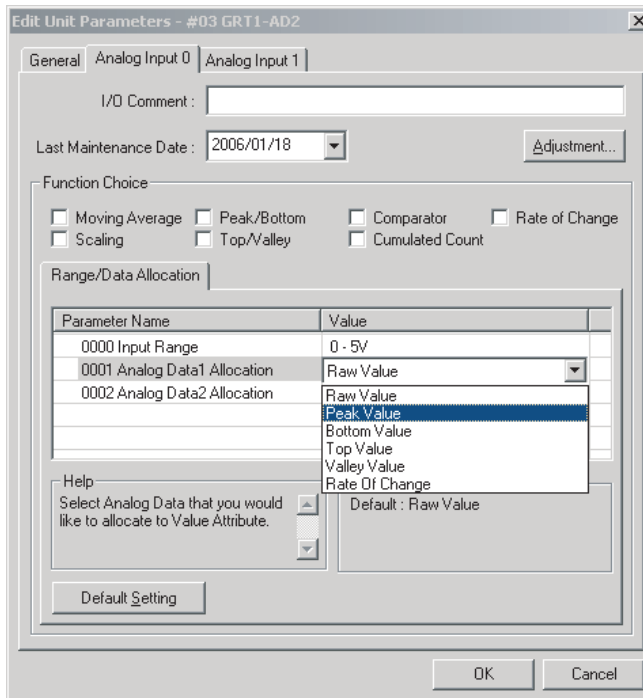 Edit Unit Parameters - #03 GRT1-AD2
General Analog Input 0 Analog Input 1
I/O Comment :
Last Maintenance Date : 2006/01/18 Adjustment...
Function Choice
Moving Average Peak/Bottom Comparator Rate of Change
Scaling Top/Valley Cumulated Count
Range/Data Allocation
Parameter Name Value
0000 Input Range 0 - 5V
0001 Analog Data1 Allocation Raw Value
0002 Analog Data2 Allocation Raw Value
Peak Value
Bottom Value
Top Value
Valley Value
Rate Of Change
Help
Select Analog Data that you would
like to allocate to Value Attribute.
Default : Raw Value
Default Setting
OK Cancel